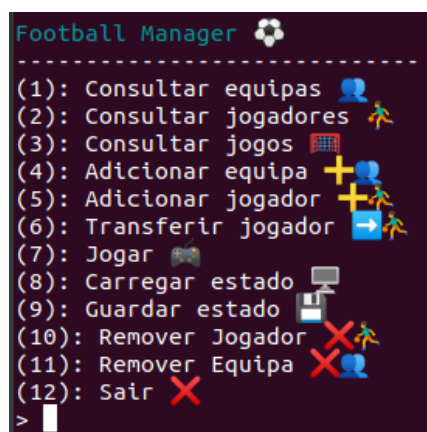 Football Manager ⚽
-----------------------------
(1): Consultar equipas 👥
(2): Consultar jogadores ⛹️
(3): Consultar jogos 🥅
(4): Adicionar equipa ➕👥
(5): Adicionar jogador ➕⛹️
(6): Transferir jogador ➡️⛹️
(7): Jogar 🎮
(8): Carregar estado 🖥️
(9): Guardar estado 💾
(10): Remover Jogador ❌⛹️
(11): Remover Equipa ❌👥
(12): Sair ❌
>